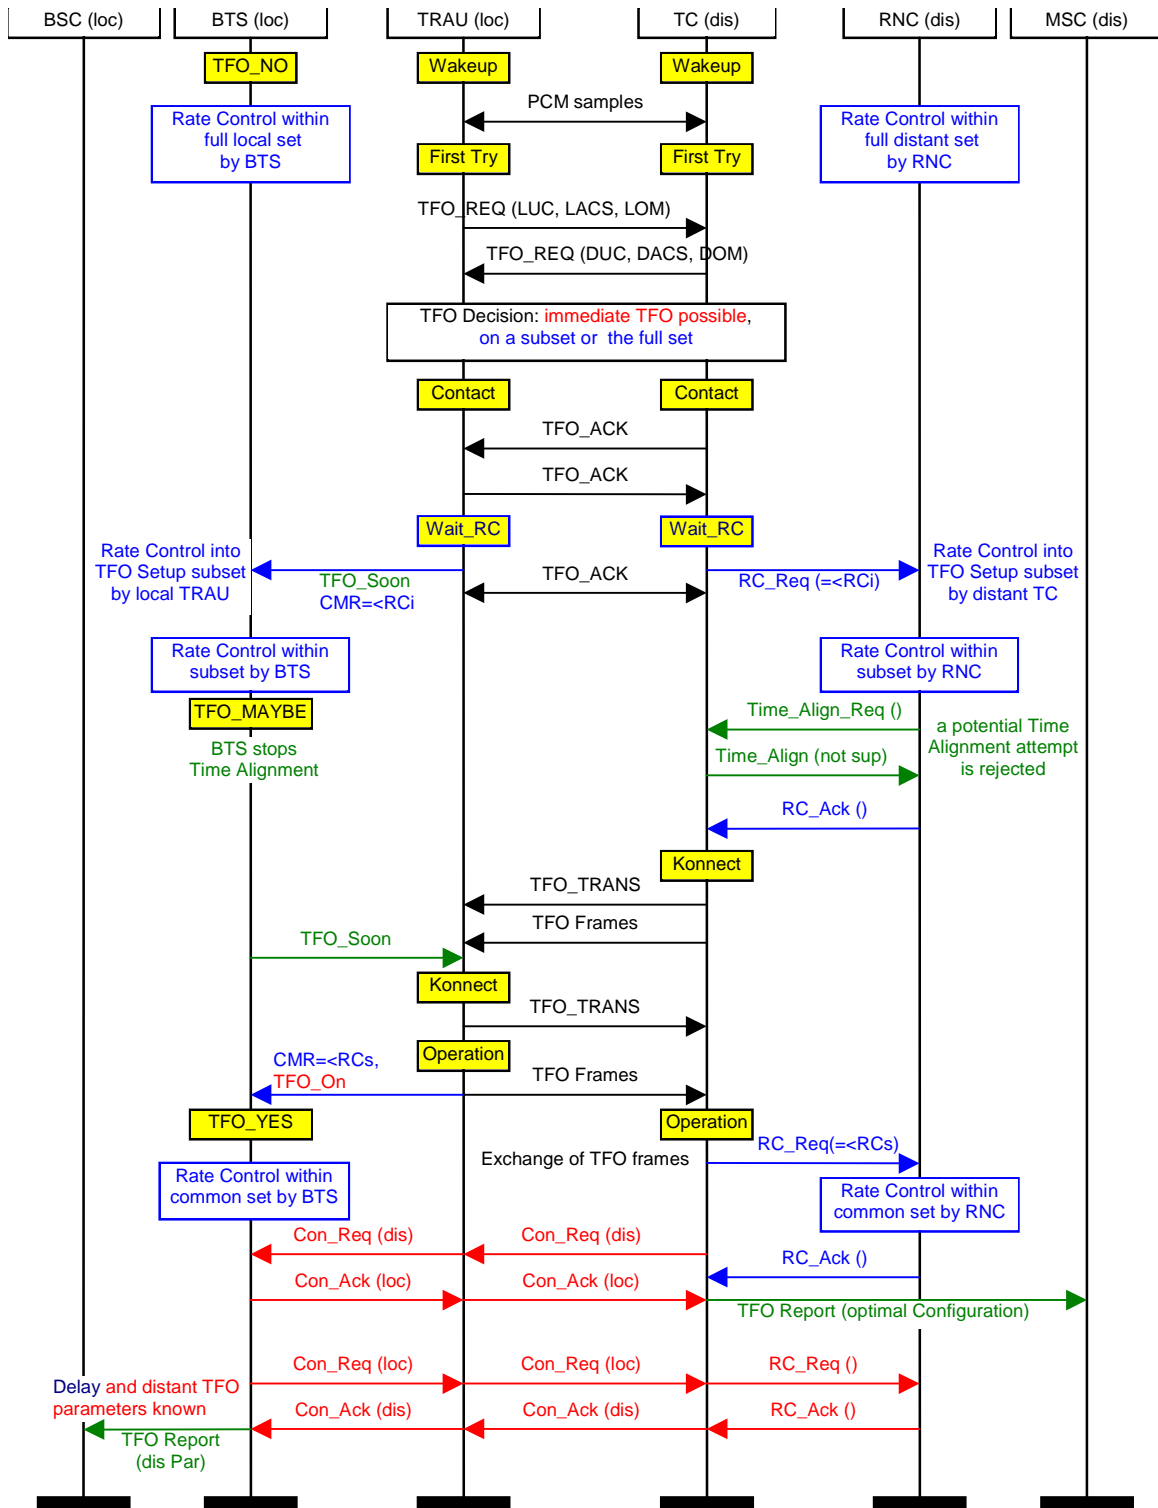 BSC (loc)
BTS (loc)
TRAU (loc)
TC (dis)
RNC (dis)
MSC (dis)
TFO_NO
Wakeup
Wakeup
PCM samples
Rate Control within
full local set
by BTS
Rate Control within
full distant set
by RNC
First Try
First Try
TFO_REQ (LUC, LACS, LOM)
TFO_REQ (DUC, DACS, DOM)
TFO Decision: immediate TFO possible,
on a subset or the full set
Contact
Contact
TFO_ACK
TFO_ACK
Wait_RC
Wait_RC
Rate Control into
TFO Setup subset
by local TRAU
TFO_Soon
CMR=<RCi
TFO_ACK
RC_Req (=<RCi)
Rate Control into
TFO Setup subset
by distant TC
Rate Control within
subset by BTS
Rate Control within
subset by RNC
TFO_MAYBE
BTS stops
Time Alignment
Time_Align_Req ()
Time_Align (not sup)
a potential Time
Alignment attempt
is rejected
RC_Ack ()
Konnect
TFO_TRANS
TFO Frames
TFO_Soon
Konnect
TFO_TRANS
Operation
CMR=<RCs,
TFO_On
TFO Frames
TFO_YES
Operation
Exchange of TFO frames
RC_Req(=<RCs)
Rate Control within
common set by BTS
Rate Control within
common set by RNC
Con_Req (dis)
Con_Req (dis)
RC_Ack ()
Con_Ack (loc)
Con_Ack (loc)
TFO Report (optimal Configuration)
Con_Req (loc)
Con_Req (loc)
RC_Req ()
Delay and distant TFO
parameters known
Con_Ack (dis)
Con_Ack (dis)
RC_Ack ()
TFO Report
(dis Par)